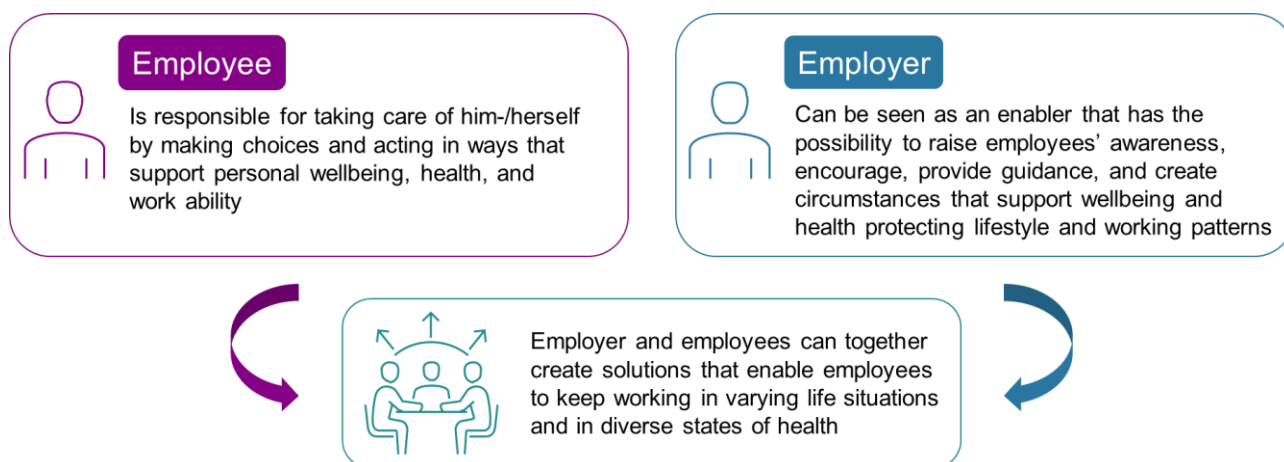 Employee
Is responsible for taking care of him-/herself
by making choices and acting in ways that
support personal wellbeing, health, and
work ability
Employer
Can be seen as an enabler that has the
possibility to raise employees’ awareness,
encourage, provide guidance, and create
circumstances that support wellbeing and
health protecting lifestyle and working patterns
Employer and employees can together
create solutions that enable employees
to keep working in varying life situations
and in diverse states of health